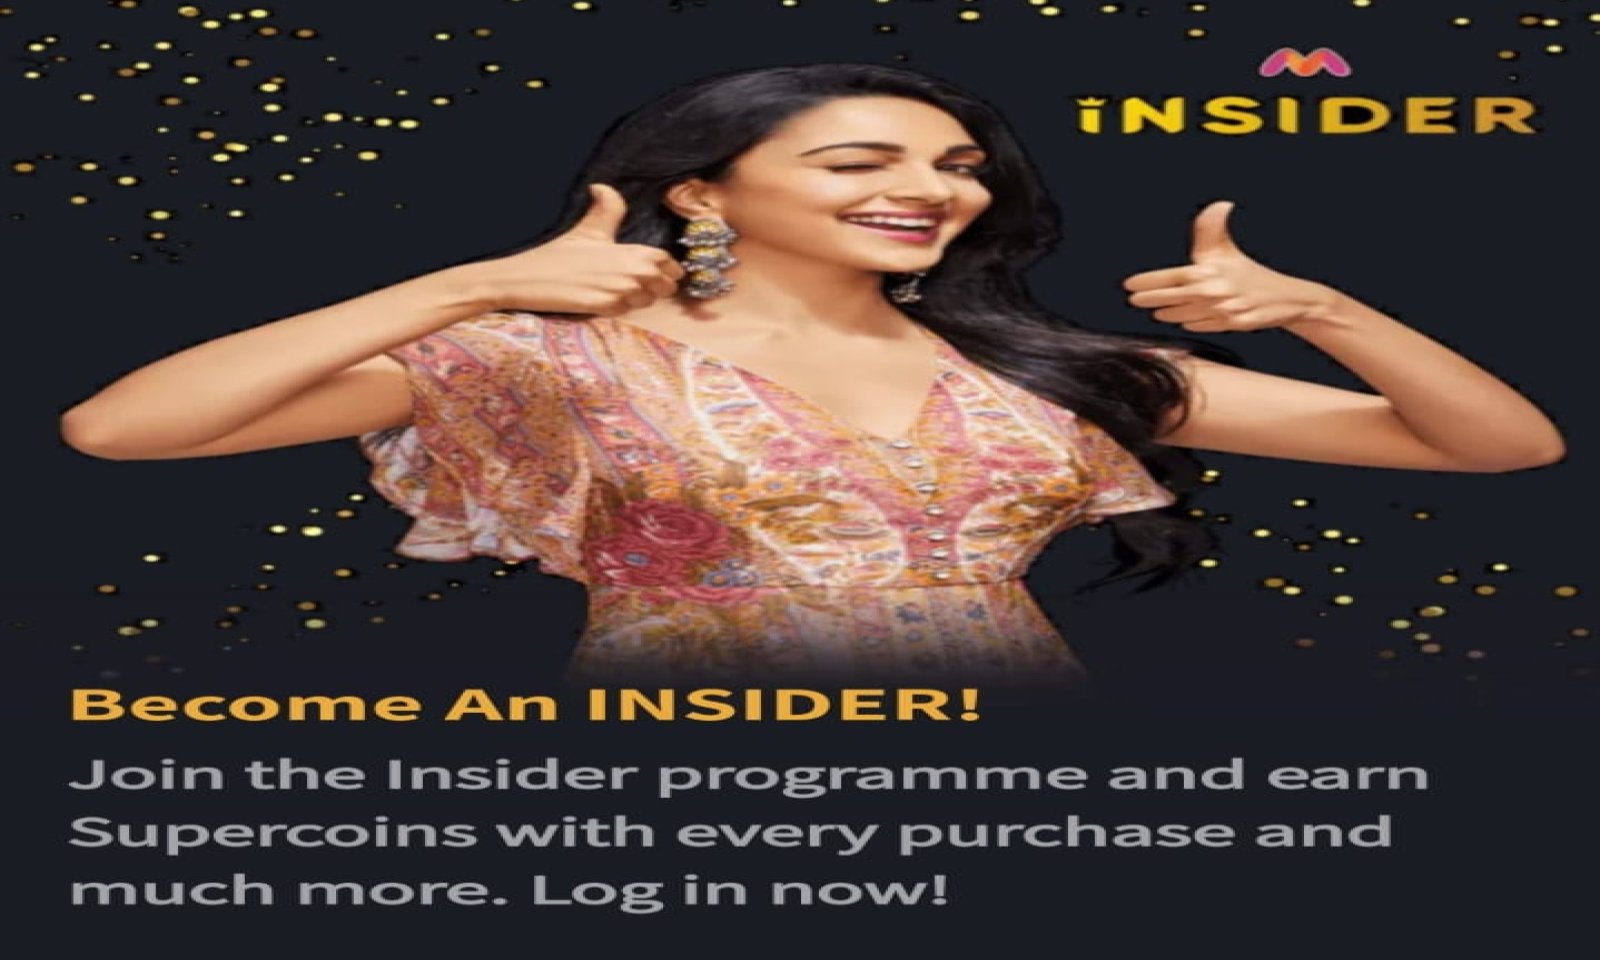 INSIDER
Become An INSIDER!
Join the Insider programme and earn
Supercoins with every purchase and
much more. Log in now!